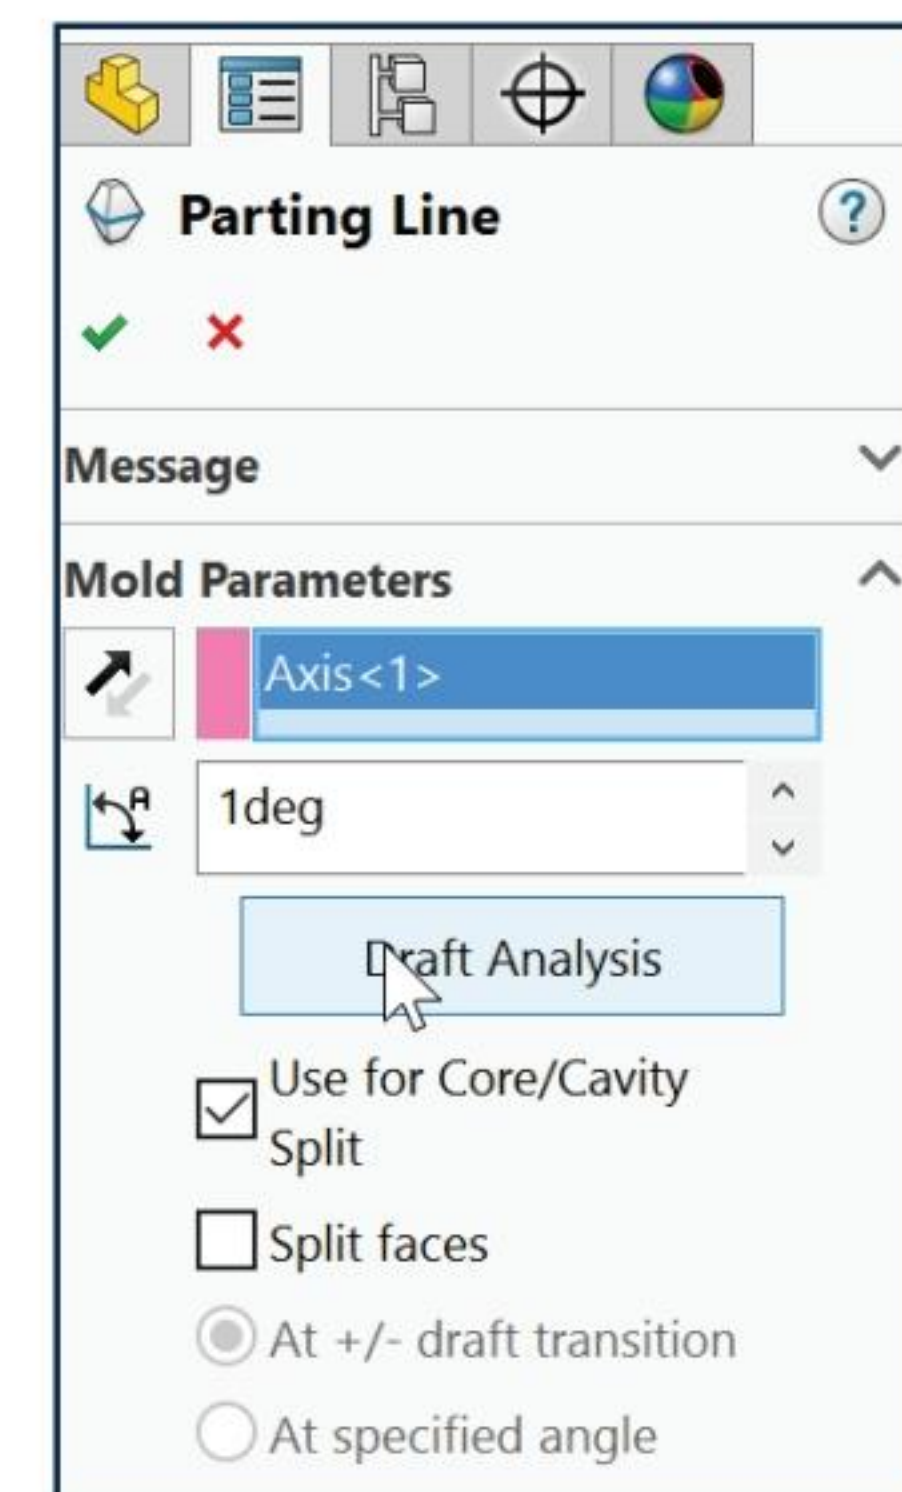 Parting Line
?
Message
Mold Parameters
Axis<1>
A
1deg
Draft Analysis
Use for Core/Cavity
Split
Split faces
At +/- draft transition
At specified angle